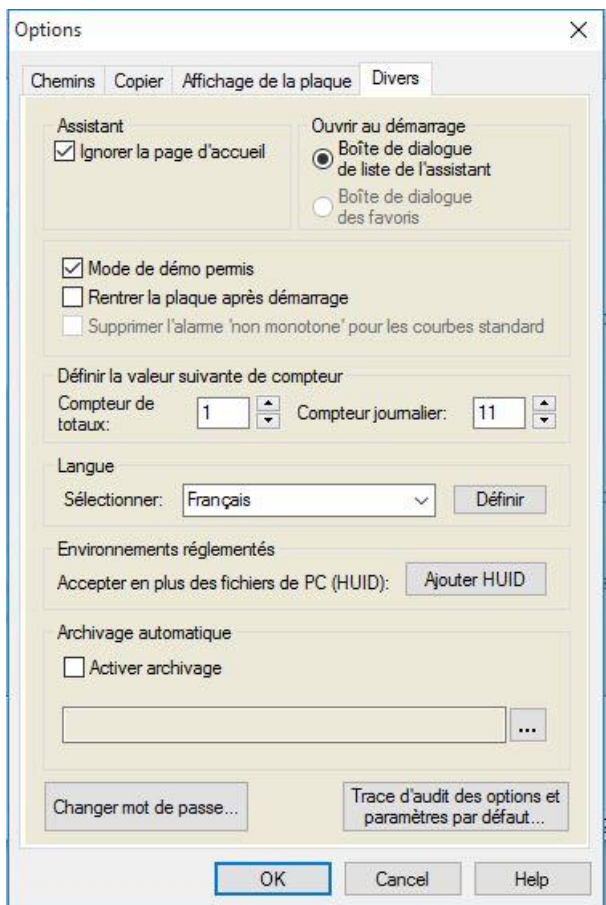 Options
Chemins Copier Affichage de la plaque Divers
Assistant
Ignorer la page d'accueil
Ouvrir au démarrage
Boîte de dialogue
de liste de l'assistant
Boîte de dialogue
des favoris
Mode de démo permis
Rentrer la plaque après démarrage
Supprimer l'alarme 'non monotone' pour les courbes standard
Définir la valeur suivante de compteur
Compteur de
totaux:
1
Compteur journalier:
11
Langue
Sélectionner:
Français
Définir
Environnements réglementés
Accepter en plus des fichiers de PC (HUID):
Ajouter HUID
Archivage automatique
Activer archivage
...
Changer mot de passe...
Trace d'audit des options et
paramètres par défaut...
OK
Cancel
Help